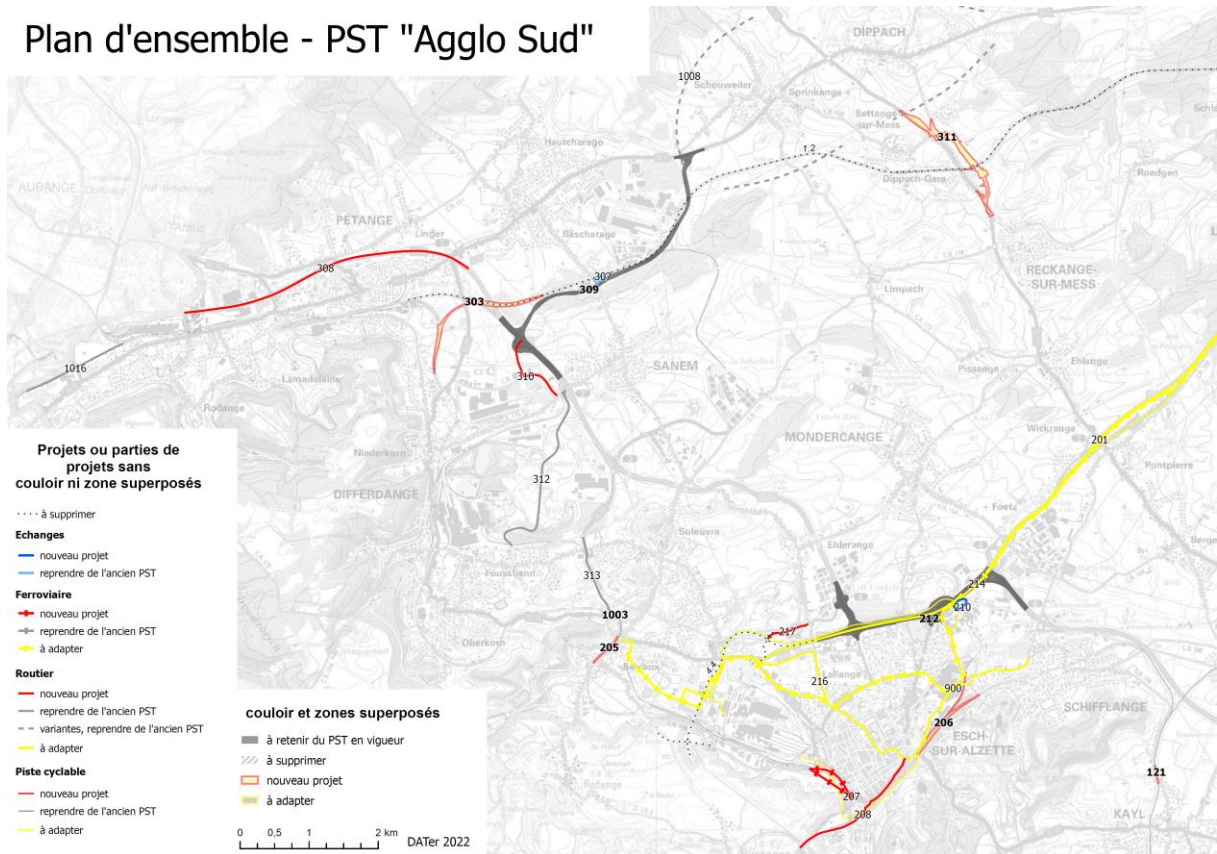 Plan d'ensemble - PST "Agglo Sud"
DIPPACH
1008
Schouweiler
Sprinkange
Bettange-
sur-Mess
311
Hautcharage
1.2
Dippach-Gare
Roedgen
AUBANGE
Athus
PÉTANGE
Linger
Bascharage
308
307
309
303
RECKANGE-
SUR-MESS
Limpach
1016
Lamadelaine
310
SANEM
Pissange
Ehlange
Rodange
Wickrange
201
MONDERCANGE
Pontpierre
Niederkorn
312
DIFFERDANGE
Foetz
Soleuvre
Ehlerange
Berge
Fousbann
313
214
210
212
1003
217
Oberkorn
205
Belvaux
4.4
Lallange
216
900
SCHIFFLANGE
206
ESCH-
SUR-ALZETTE
Rédange
207
208
121
KAYL
Projets ou parties de
projets sans
couloir ni zone superposés
à supprimer
Echanges
nouveau projet
reprendre de l'ancien PST
Ferroviaire
nouveau projet
reprendre de l'ancien PST
à adapter
Routier
nouveau projet
reprendre de l'ancien PST
variantes, reprendre de l'ancien PST
à adapter
Piste cyclable
nouveau projet
reprendre de l'ancien PST
à adapter
couloir et zones superposés
à retenir du PST en vigueur
à supprimer
nouveau projet
à adapter
0 0,5 1 2 km
DATer 2022